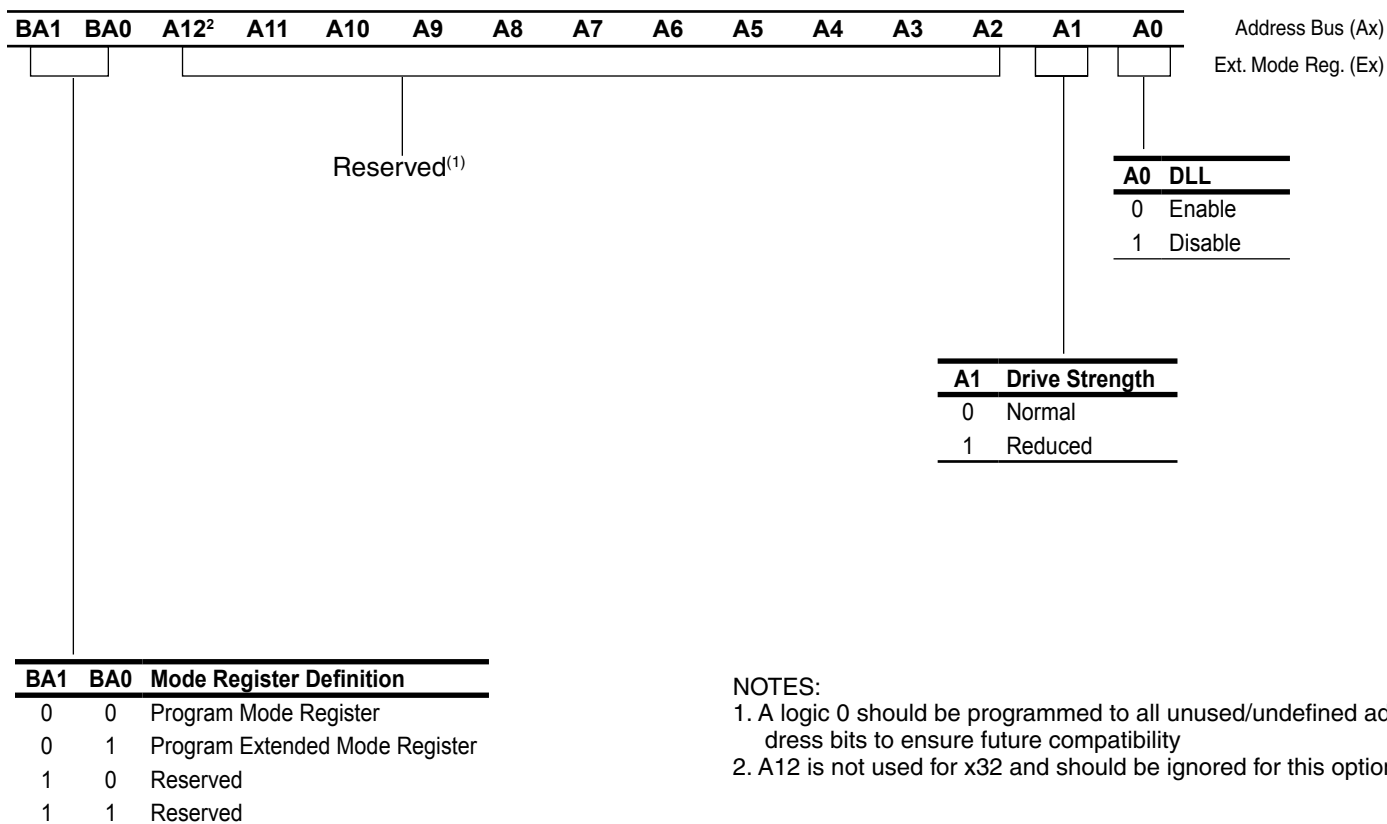 BA1 BA0 A12² A11 A10 A9 A8 A7 A6 A5 A4 A3 A2 A1 A0 Address Bus (Ax)
Ext. Mode Reg. (Ex)
Reserved(1)
A0 DLL
0 Enable
1 Disable
A1 Drive Strength
0 Normal
1 Reduced
BA1 BA0 Mode Register Definition
0 0 Program Mode Register
0 1 Program Extended Mode Register
1 0 Reserved
1 1 Reserved
NOTES:
1. A logic 0 should be programmed to all unused/undefined ad
dress bits to ensure future compatibility
2. A12 is not used for x32 and should be ignored for this option